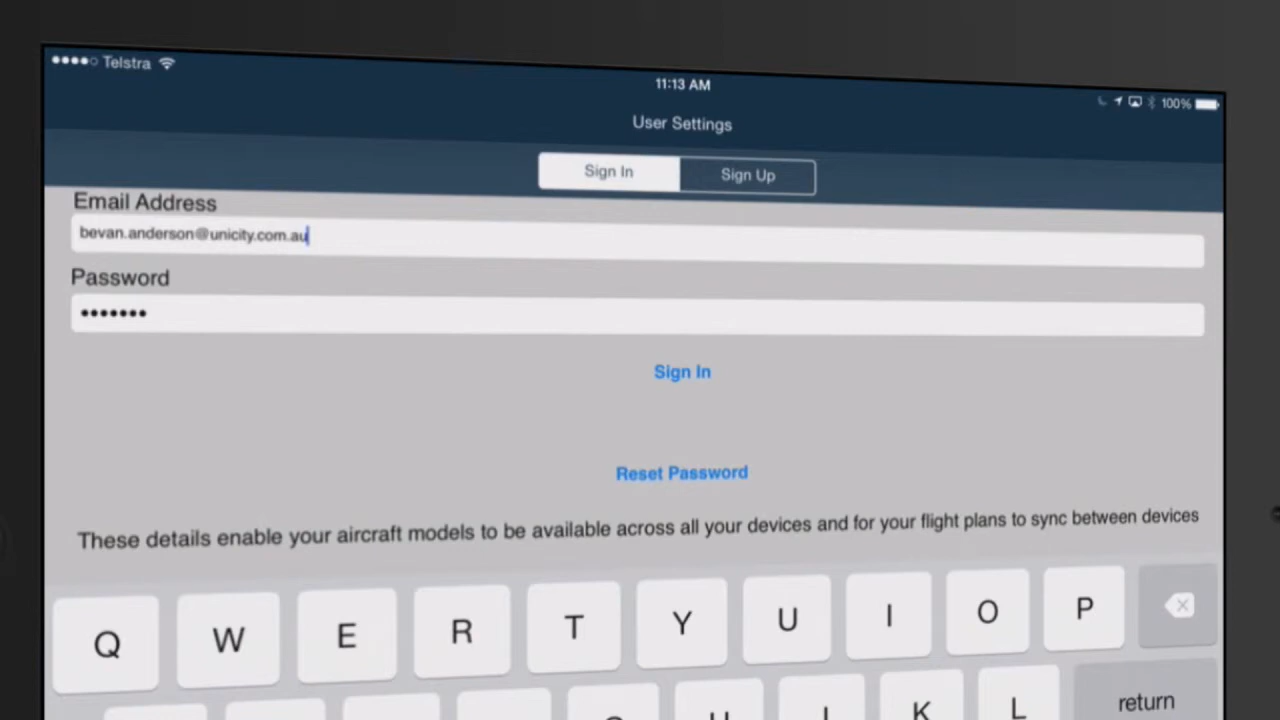 Telstra
11:13 AM
100%
User Settings
Sign In Sign Up
Email Address
bevan.anderson@unicity.com.au
Password
•••••••
Sign In
Reset Password
These details enable your aircraft models to be available across all your devices and for your flight plans to sync between devices
Q W E R T Y U I O P
K L return